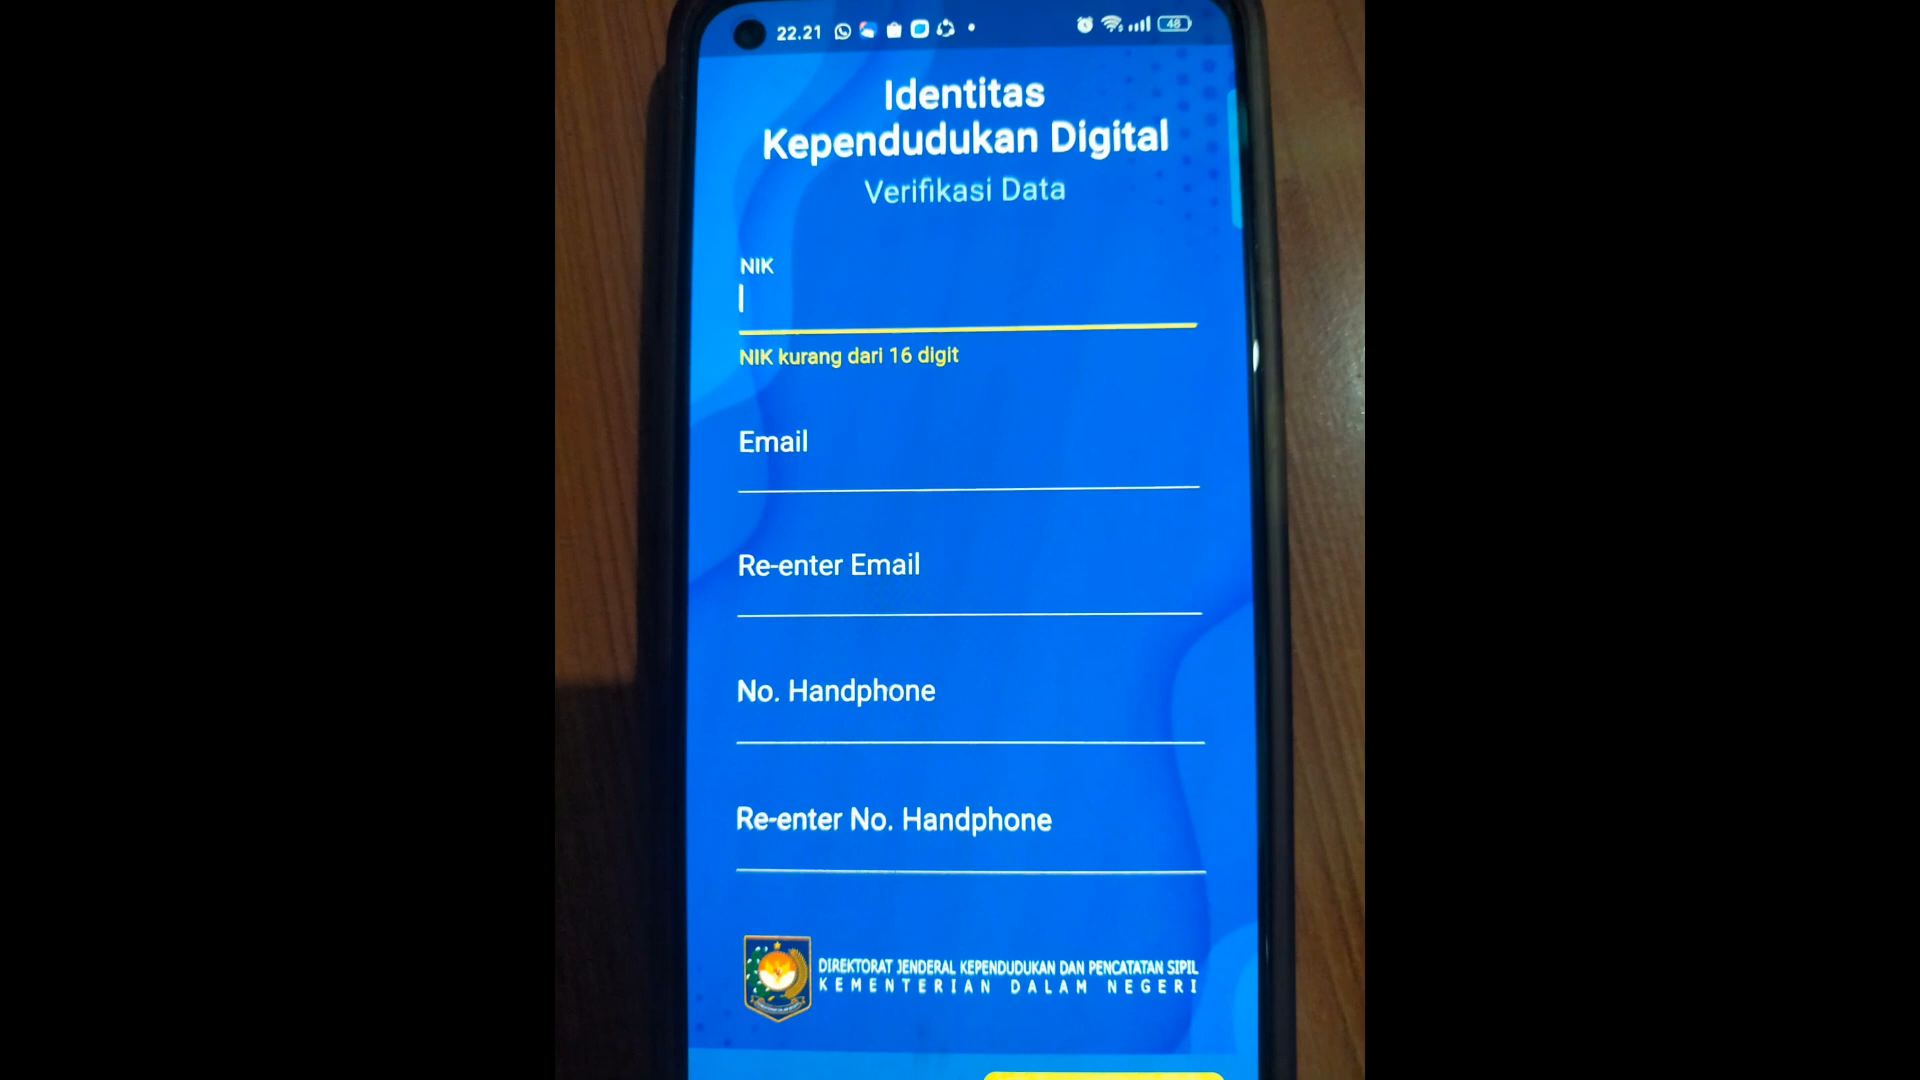 22.21
48
Identitas
Kependudukan Digital
Verifikasi Data
NIK
NIK kurang dari 16 digit
Email
Re-enter Email
No. Handphone
Re-enter No. Handphone
DIREKTORAT JENDERAL KEPENDUDUKAN DAN PENCATATAN SIPIL
KEMENTERIAN DALAM NEGERI